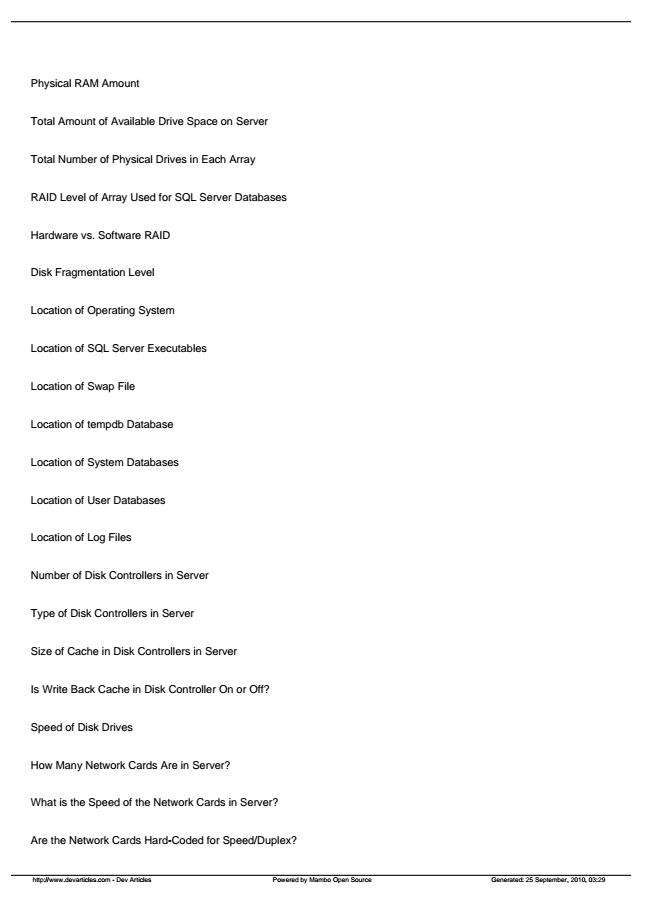 Physical RAM Amount
Total Amount of Available Drive Space on Server
Total Number of Physical Drives in Each Array
RAID Level of Array Used for SQL Server Databases
Hardware vs. Software RAID
Disk Fragmentation Level
Location of Operating System
Location of SQL Server Executables
Location of Swap File
Location of tempdb Database
Location of System Databases
Location of User Databases
Location of Log Files
Number of Disk Controllers in Server
Type of Disk Controllers in Server
Size of Cache in Disk Controllers in Server
Is Write Back Cache in Disk Controller On or Off?
Speed of Disk Drives
How Many Network Cards Are in Server?
What is the Speed of the Network Cards in Server?
Are the Network Cards Hard-Coded for Speed/Duplex?
http://www.devarticles.com - Dev Articles Powered by Mambo Open Source Generated: 25 September, 2010, 03:29